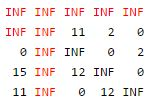 INF INF INF INF INF
INF INF 11 2 0
0 INF INF 0 2
15 INF 12 INF 0
11 INF 0 12 INF